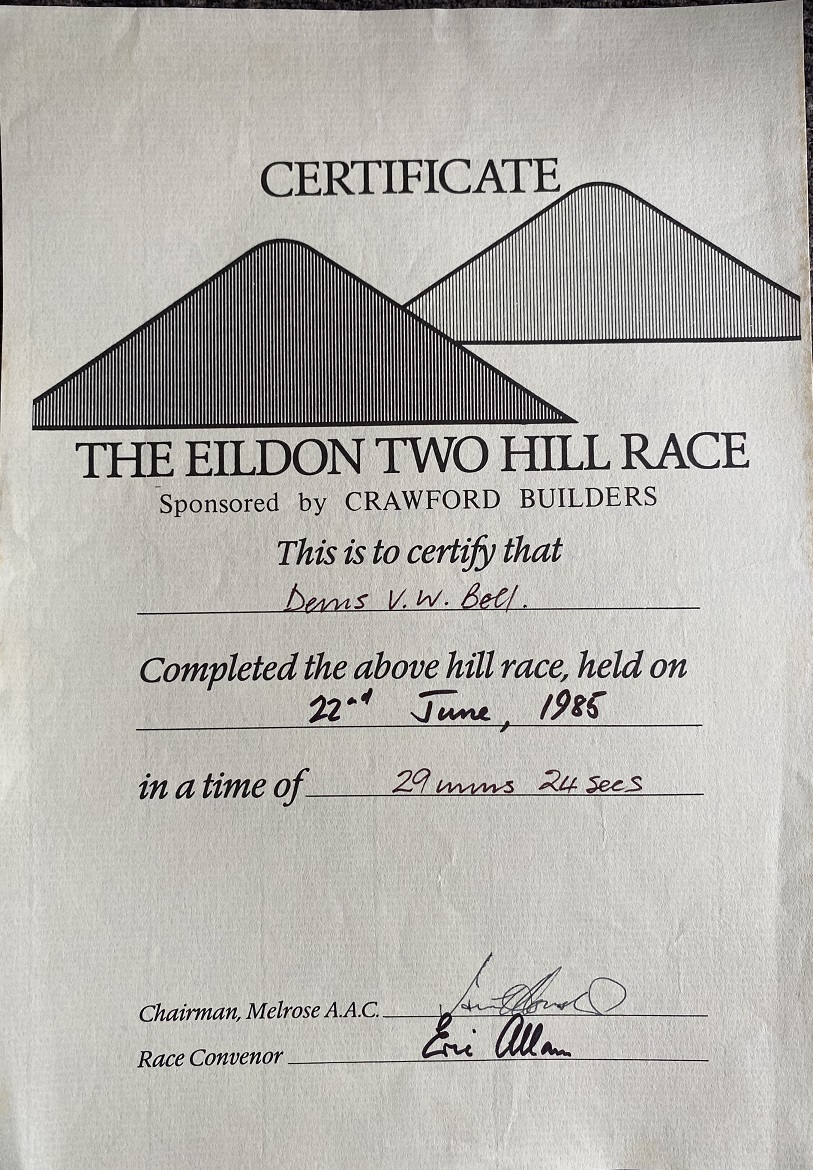 CERTIFICATE
THE EILDON TWO HILL RACE
Sponsored by CRAWFORD BUILDERS
This is to certify that
Denis V. W. Bell.
Completed the above hill race, held on
22nd June, 1985
in a time of 29 mins 24 secs
Chairman, Melrose A.A.C.
Race Convenor Eric Allan